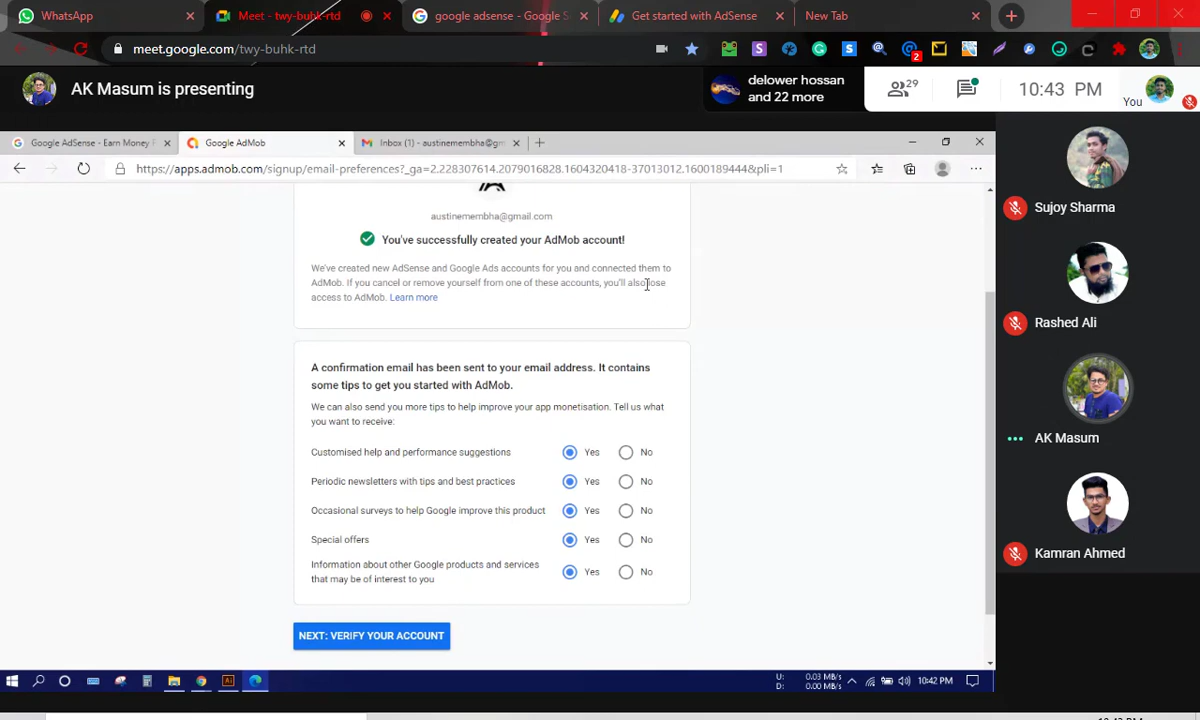 WhatsApp
Meet - twy-buhk-rtd
google adsense - Google S
Get started with AdSense
New Tab
meet.google.com/twy-buhk-rtd
2
AK Masum is presenting
delower hossan
and 22 more
29
10:43 PM
You
Google AdSense - Earn Money F
Google AdMob
Inbox (1) - austinemembha@gm
https://apps.admob.com/signup/email-preferences?_ga=2.228307614.2079016828.1604320418-37013012.1600189444&pli=1
austinemembha@gmail.com
You've successfully created your AdMob account!
We've created new AdSense and Google Ads accounts for you and connected them to
AdMob. If you cancel or remove yourself from one of these accounts, you'll also lose
access to AdMob. Learn more
A confirmation email has been sent to your email address. It contains
some tips to get you started with AdMob.
We can also send you more tips to help improve your app monetisation. Tell us what
you want to receive:
Customised help and performance suggestions Yes No
Periodic newsletters with tips and best practices Yes No
Occasional surveys to help Google improve this product Yes No
Special offers Yes No
Information about other Google products and services
that may be of interest to you Yes No
NEXT: VERIFY YOUR ACCOUNT
Sujoy Sharma
Rashed Ali
AK Masum
Kamran Ahmed
U: 0.03 MB/s
D: 0.00 MB/s
10:42 PM